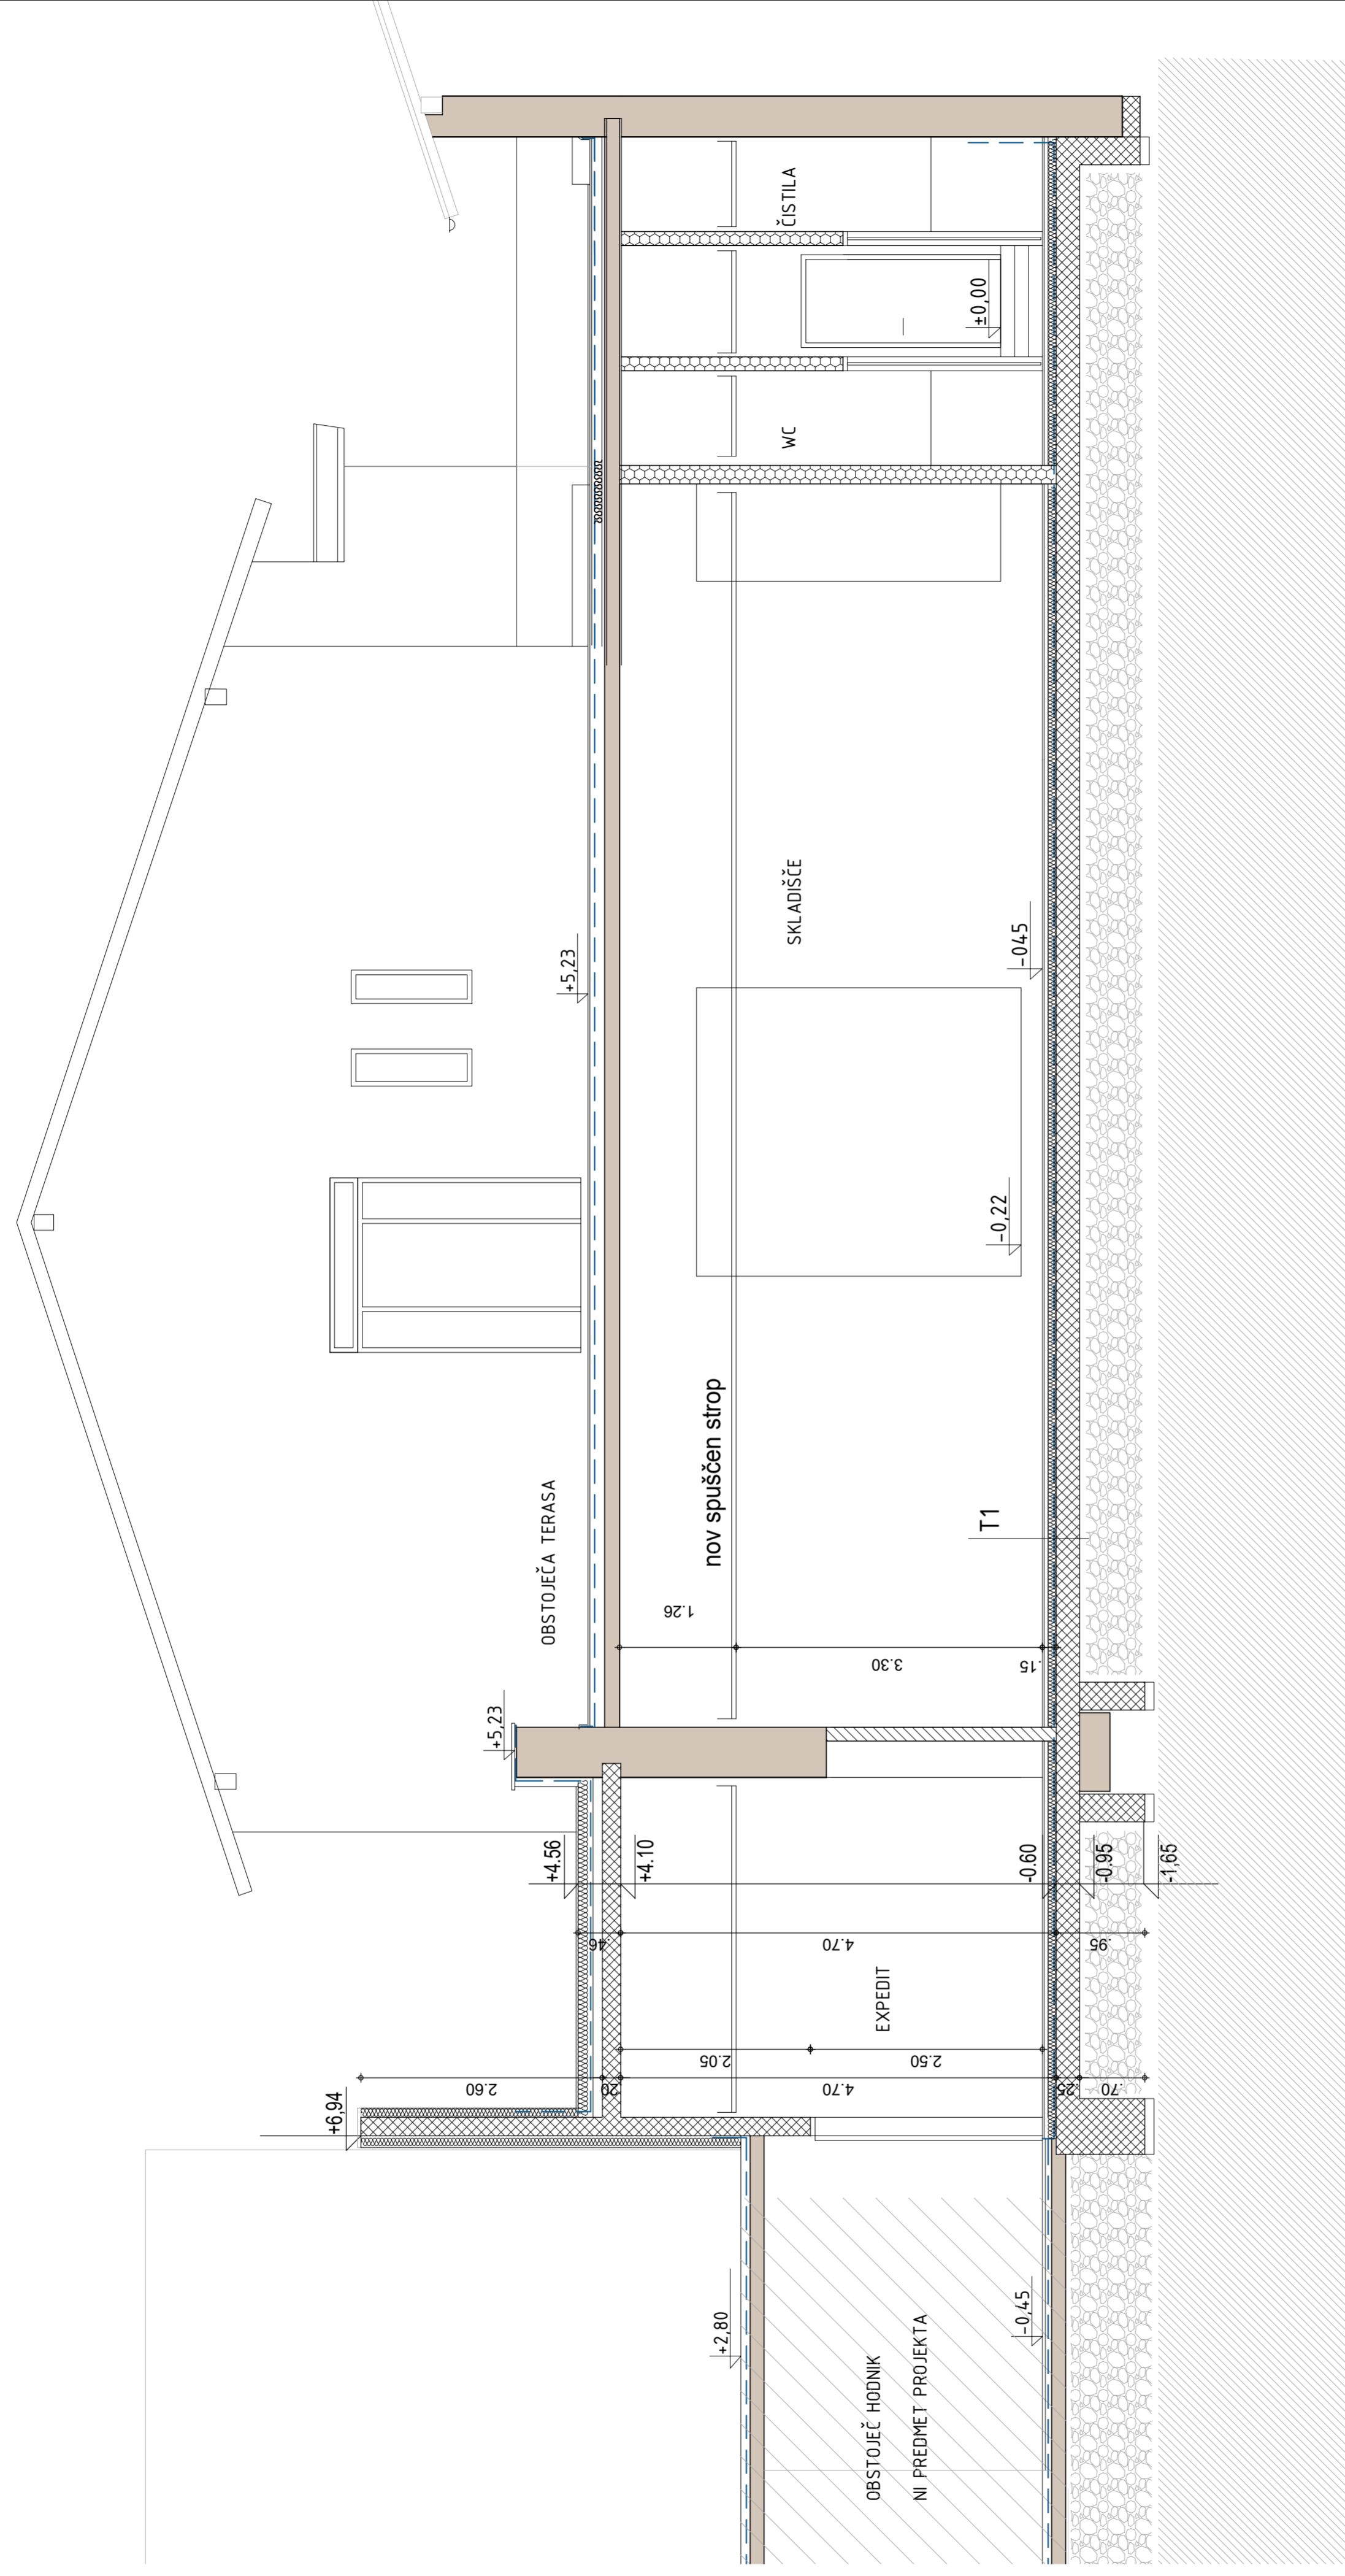 ČISTILA
±0,00
WC
SKLADIŠČE
+5,23
-045
-0,22
nov spuščen strop
OBSTOJEČA TERASA
T1
1.26
3.30
.15
+5,23
+4.56
+4.10
-0.60
-0.95
-1,65
.46
4.70
.95
EXPEDIT
2.05
2.50
2.60
.20
4.70
.25
.70
+6,94
+2,80
-0,45
OBSTOJEČ HODNIK
NI PREDMET PROJEKTA